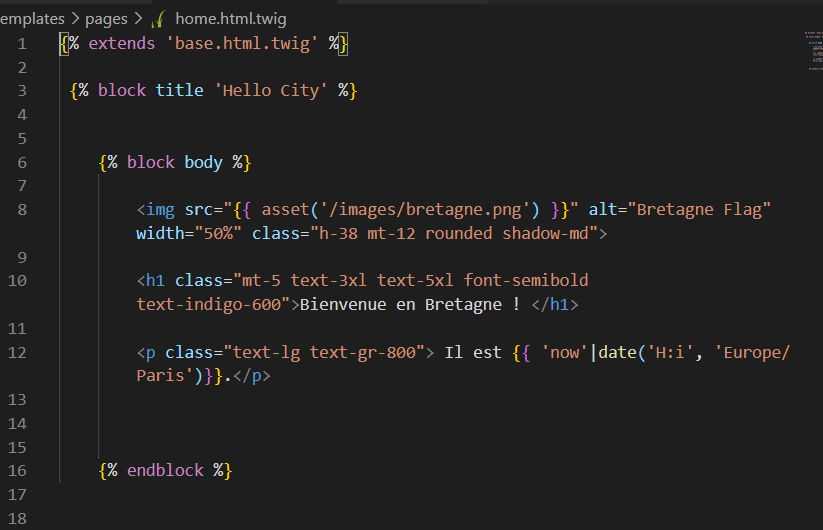 emplates > pages > home.html.twig
1 {% extends 'base.html.twig' %}
2
3 {% block title 'Hello City' %}
4
5
6 {% block body %}
7
8 <img src="{{ asset('/images/bretagne.png') }}" alt="Bretagne Flag"
width="50%" class="h-38 mt-12 rounded shadow-md">
9
10 <h1 class="mt-5 text-3xl text-5xl font-semibold
text-indigo-600">Bienvenue en Bretagne ! </h1>
11
12 <p class="text-lg text-gr-800"> Il est {{ 'now'|date('H:i', 'Europe/
Paris')}}.</p>
13
14
15
16 {% endblock %}
17
18